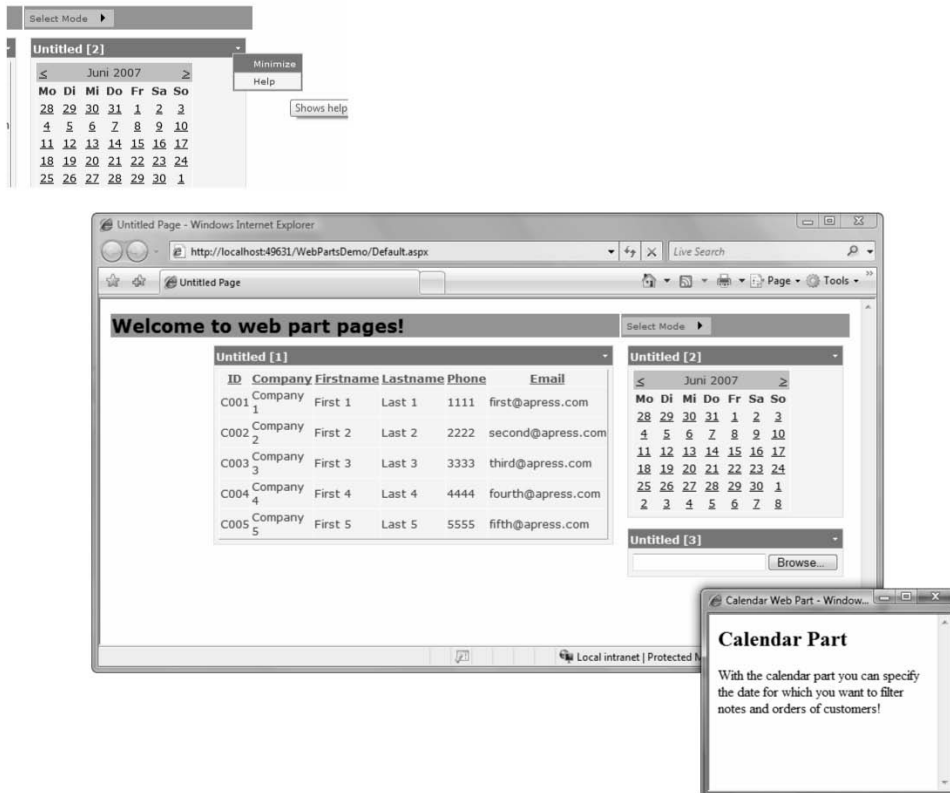 Select Mode
Untitled [2]
Minimize
Help
Shows help
< Juni 2007 >
Mo Di Mi Do Fr Sa So
28 29 30 31 1 2 3
4 5 6 7 8 9 10
11 12 13 14 15 16 17
18 19 20 21 22 23 24
25 26 27 28 29 30 1
Untitled Page - Windows Internet Explorer
http://localhost:49631/WebPartsDemo/Default.aspx
Live Search
Untitled Page
Page
Tools
Welcome to web part pages!
Select Mode
Untitled [1]
ID Company Firstname Lastname Phone Email
C001 Company 1 First 1 Last 1 1111 first@apress.com
C002 Company 2 First 2 Last 2 2222 second@apress.com
C003 Company 3 First 3 Last 3 3333 third@apress.com
C004 Company 4 First 4 Last 4 4444 fourth@apress.com
C005 Company 5 First 5 Last 5 5555 fifth@apress.com
Untitled [2]
< Juni 2007 >
Mo Di Mi Do Fr Sa So
28 29 30 31 1 2 3
4 5 6 7 8 9 10
11 12 13 14 15 16 17
18 19 20 21 22 23 24
25 26 27 28 29 30 1
2 3 4 5 6 7 8
Untitled [3]
Browse...
Local intranet | Protected M
Calendar Web Part - Window...
Calendar Part
With the calendar part you can specify
the date for which you want to filter
notes and orders of customers!